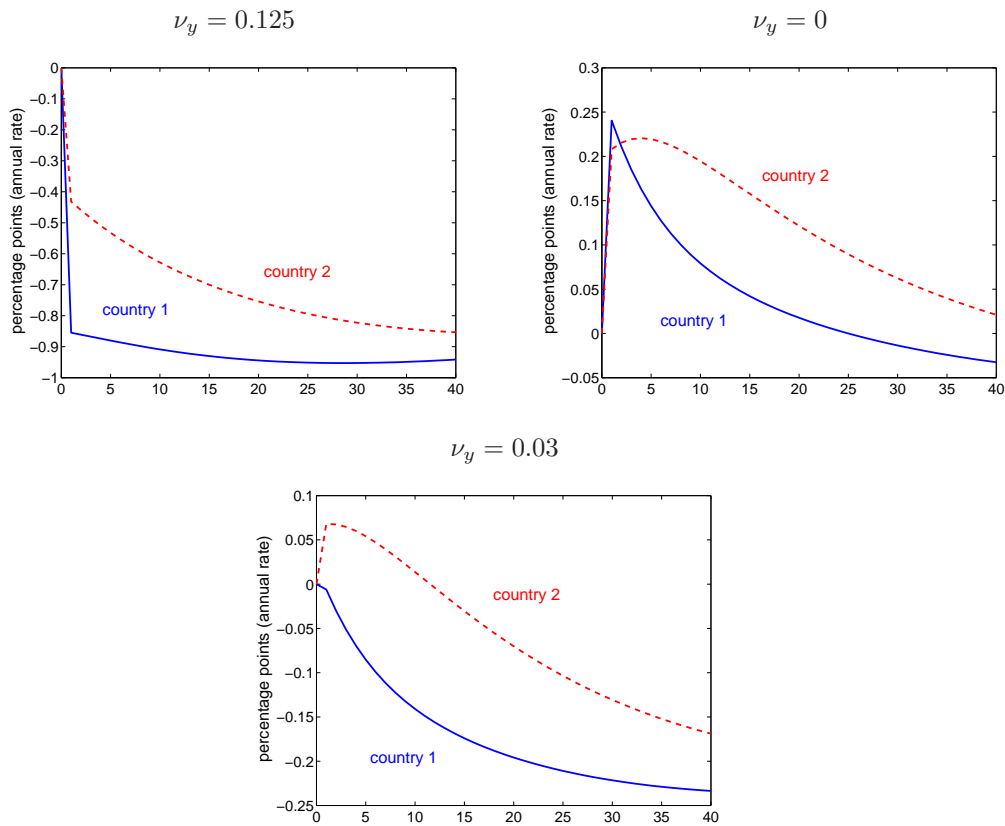 ν_y = 0.125
percentage points (annual rate)
0
−0.1
−0.2
−0.3
−0.4
−0.5
−0.6
−0.7
−0.8
−0.9
−1
country 2
country 1
0 5 10 15 20 25 30 35 40
ν_y = 0
percentage points (annual rate)
0.3
0.25
0.2
0.15
0.1
0.05
0
−0.05
country 2
country 1
0 5 10 15 20 25 30 35 40
ν_y = 0.03
percentage points (annual rate)
0.1
0.05
0
−0.05
−0.1
−0.15
−0.2
−0.25
country 2
country 1
0 5 10 15 20 25 30 35 40